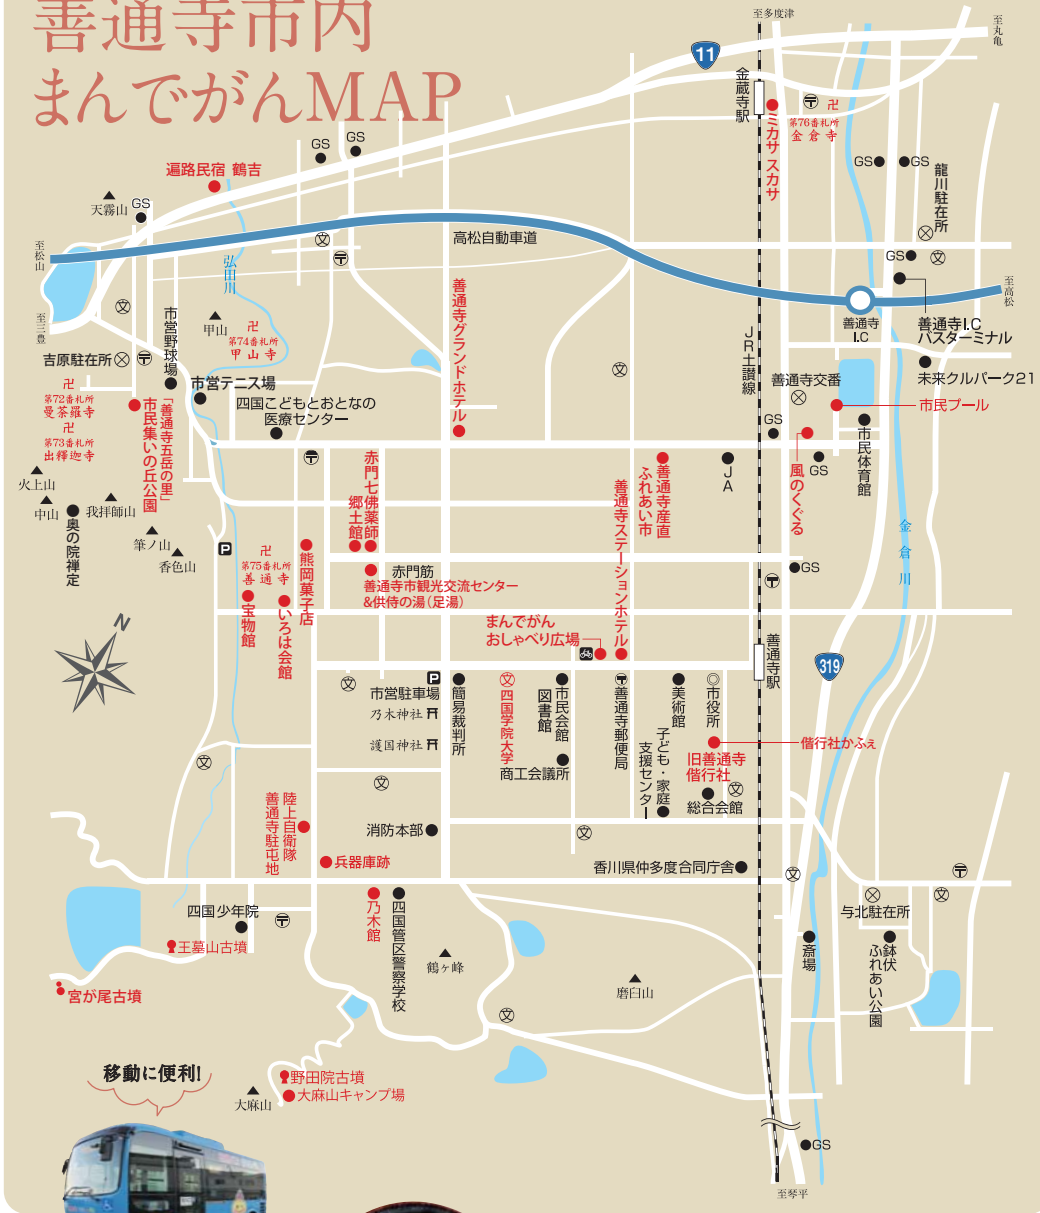 善通寺市内
まんでがんMAP
至多度津
至丸亀
11
金蔵寺駅
ミカサ スカサ
〒
卍
第76番札所
金倉寺
GS
GS
遍路民宿 鶴吉
天霧山
GS
GS
GS
龍川駐在所
文
〒
高松自動車道
至松山
弘田川
GS
文
至高松
文
至三豊
市営野球場
甲山
卍
第74番札所
甲山寺
善通寺グランドホテル
JR土讃線
善通寺
I.C
善通寺I.C
バスターミナル
吉原駐在所
〒
文
未来クルパーク21
卍
第72番札所
曼荼羅寺
卍
第73番札所
出釋迦寺
「善通寺五岳の里」
市民集いの丘公園
市営テニス場
四国こどもとおとなの
医療センター
善通寺交番
市民プール
GS
市民体育館
GS
風のくぐる
〒
火上山
中山
奥の院禅定
我拝師山
筆ノ山
香色山
赤門七佛薬師
郷土館
善通寺産直
ふれあい市
JA
善通寺ステーションホテル
金倉川
P
卍
第75番札所
善通寺
熊岡菓子店
宝物館
いろは会館
赤門筋
善通寺市観光交流センター
&供侍の湯(足湯)
GS
〒
まんでがん
おしゃべり広場
善通寺駅
319
N
文
P
市営駐車場
乃木神社
護国神社
簡易裁判所
文
四国学院大学
市民会館
図書館
商工会議所
〒
善通寺郵便局
美術館
◎
市役所
子ども・家庭
支援センター
旧善通寺
偕行社
偕行社かふぇ
文
総合会館
文
文
陸上自衛隊
善通寺駐屯地
消防本部
文
兵器庫跡
香川県仲多度合同庁舎
文
〒
四国少年院
〒
乃木館
四国管区警察学校
与北駐在所
文
王墓山古墳
鶴ヶ峰
磨臼山
斎場
鉢伏
ふれあい公園
宮が尾古墳
文
移動に便利!
野田院古墳
大麻山キャンプ場
大麻山
GS
至琴平